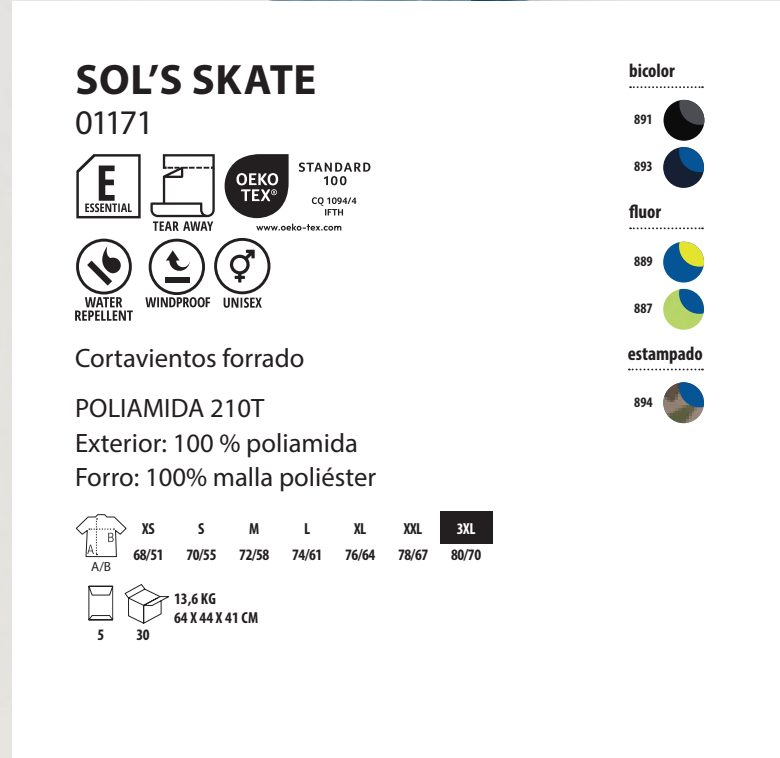 SOL'S SKATE
01171
E
ESSENTIAL
TEAR AWAY
OEKO
TEX®
STANDARD
100
CQ 1094/4
IFTH
www.oeko-tex.com
WATER
REPELLENT
WINDPROOF
UNISEX
Cortavientos forrado
POLIAMIDA 210T
Exterior: 100 % poliamida
Forro: 100% malla poliéster
XS S M L XL XXL 3XL
B
A
A/B
68/51 70/55 72/58 74/61 76/64 78/67 80/70
13,6 KG
64 X 44 X 41 CM
5 30
bicolor
891
893
fluor
889
887
estampado
894